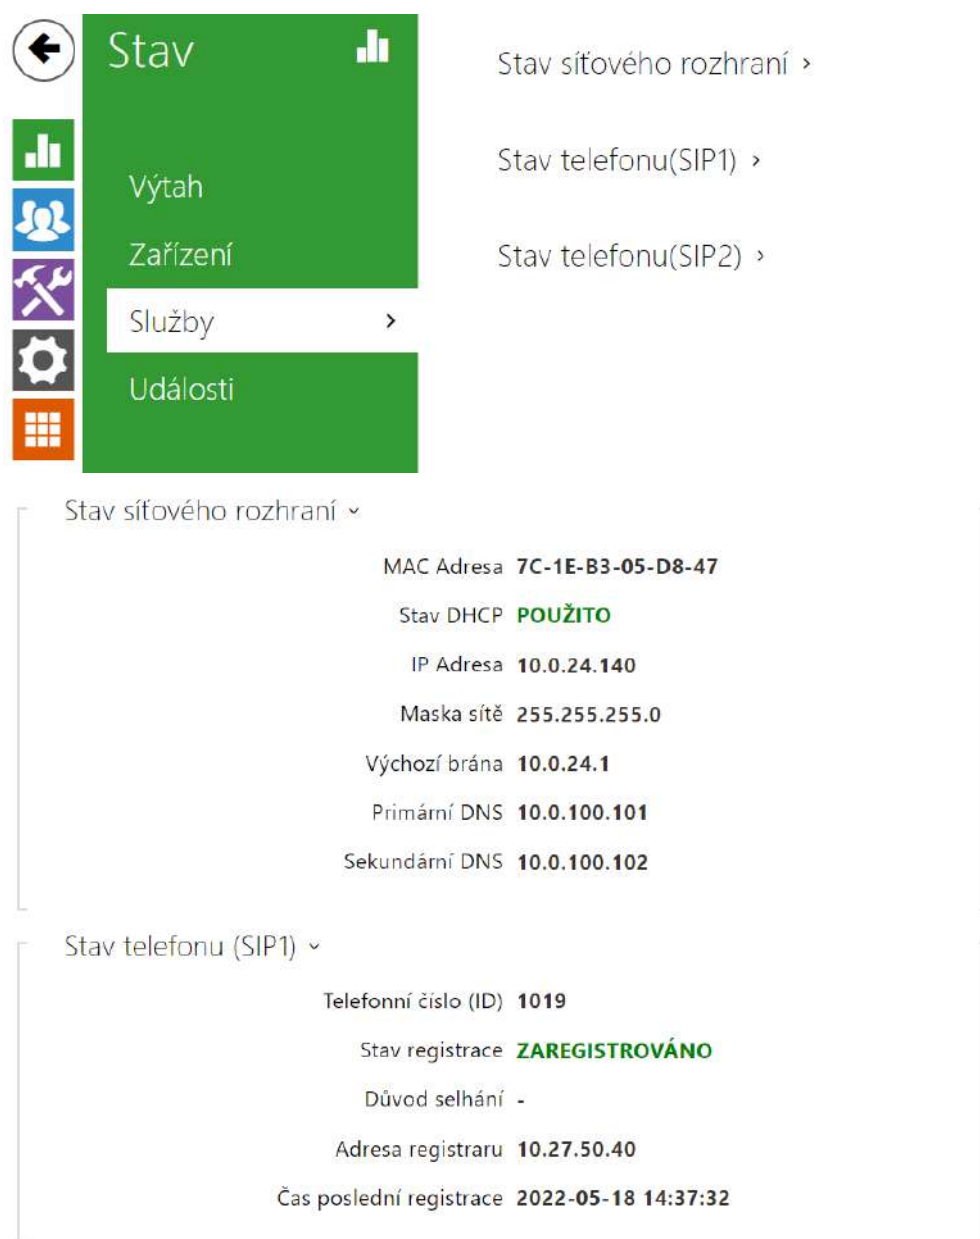 Stav
Výtah
Zařízení
Služby
Události
Stav síťového rozhraní
Stav telefonu(SIP1)
Stav telefonu(SIP2)
Stav síťového rozhraní
MAC Adresa 7C-1E-B3-05-D8-47
Stav DHCP POUŽITO
IP Adresa 10.0.24.140
Maska sítě 255.255.255.0
Výchozí brána 10.0.24.1
Primární DNS 10.0.100.101
Sekundární DNS 10.0.100.102
Stav telefonu (SIP1)
Telefonní číslo (ID) 1019
Stav registrace ZAREGISTROVÁNO
Důvod selhání -
Adresa registraru 10.27.50.40
Čas poslední registrace 2022-05-18 14:37:32